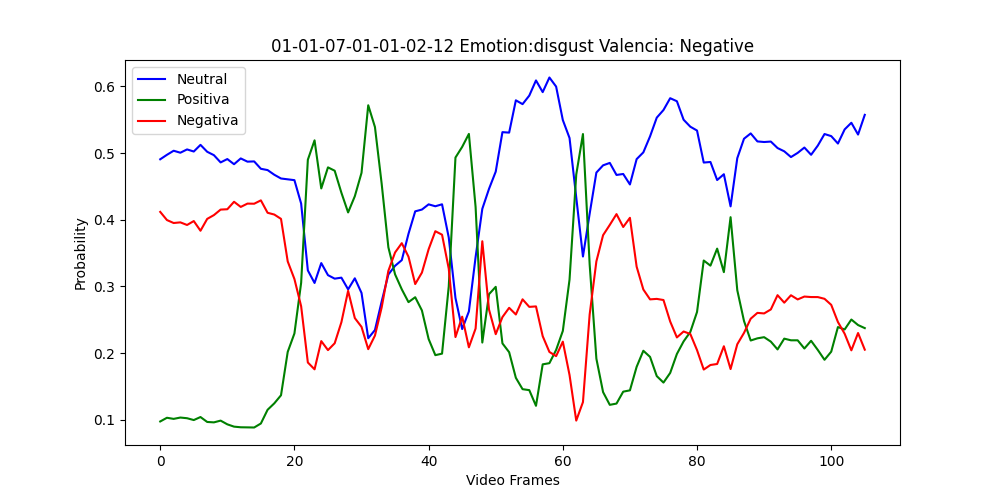 01-01-07-01-01-02-12 Emotion:disgust Valencia: Negative
Neutral
Positiva
Negativa
Probability
0.6
0.5
0.4
0.3
0.2
0.1
0 20 40 60 80 100
Video Frames